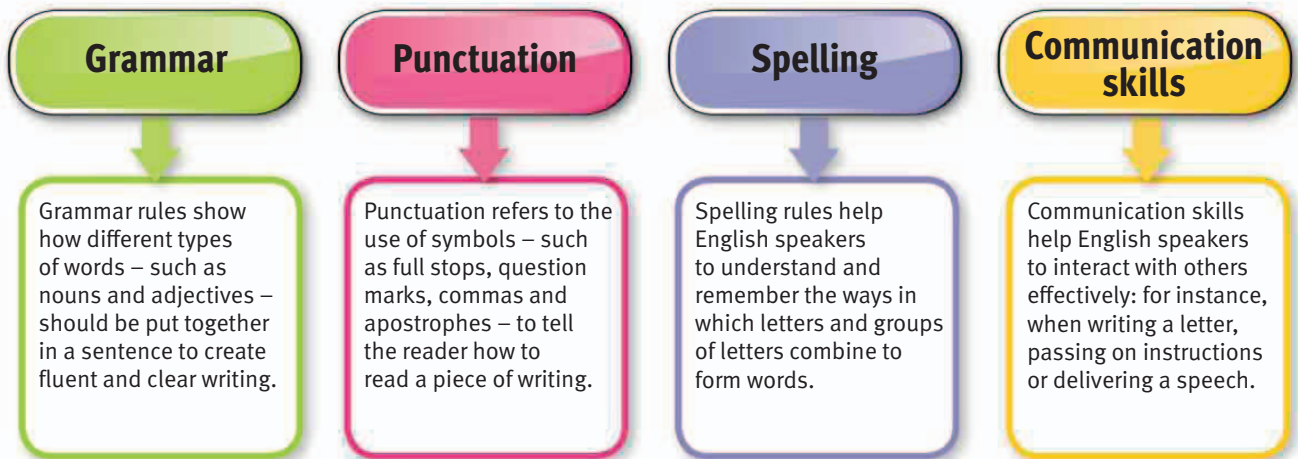 Grammar
Grammar rules show
how different types
of words – such as
nouns and adjectives –
should be put together
in a sentence to create
fluent and clear writing.
Punctuation
Punctuation refers to the
use of symbols – such
as full stops, question
marks, commas and
apostrophes – to tell
the reader how to
read a piece of writing.
Spelling
Spelling rules help
English speakers
to understand and
remember the ways in
which letters and groups
of letters combine to
form words.
Communication
skills
Communication skills
help English speakers
to interact with others
effectively: for instance,
when writing a letter,
passing on instructions
or delivering a speech.